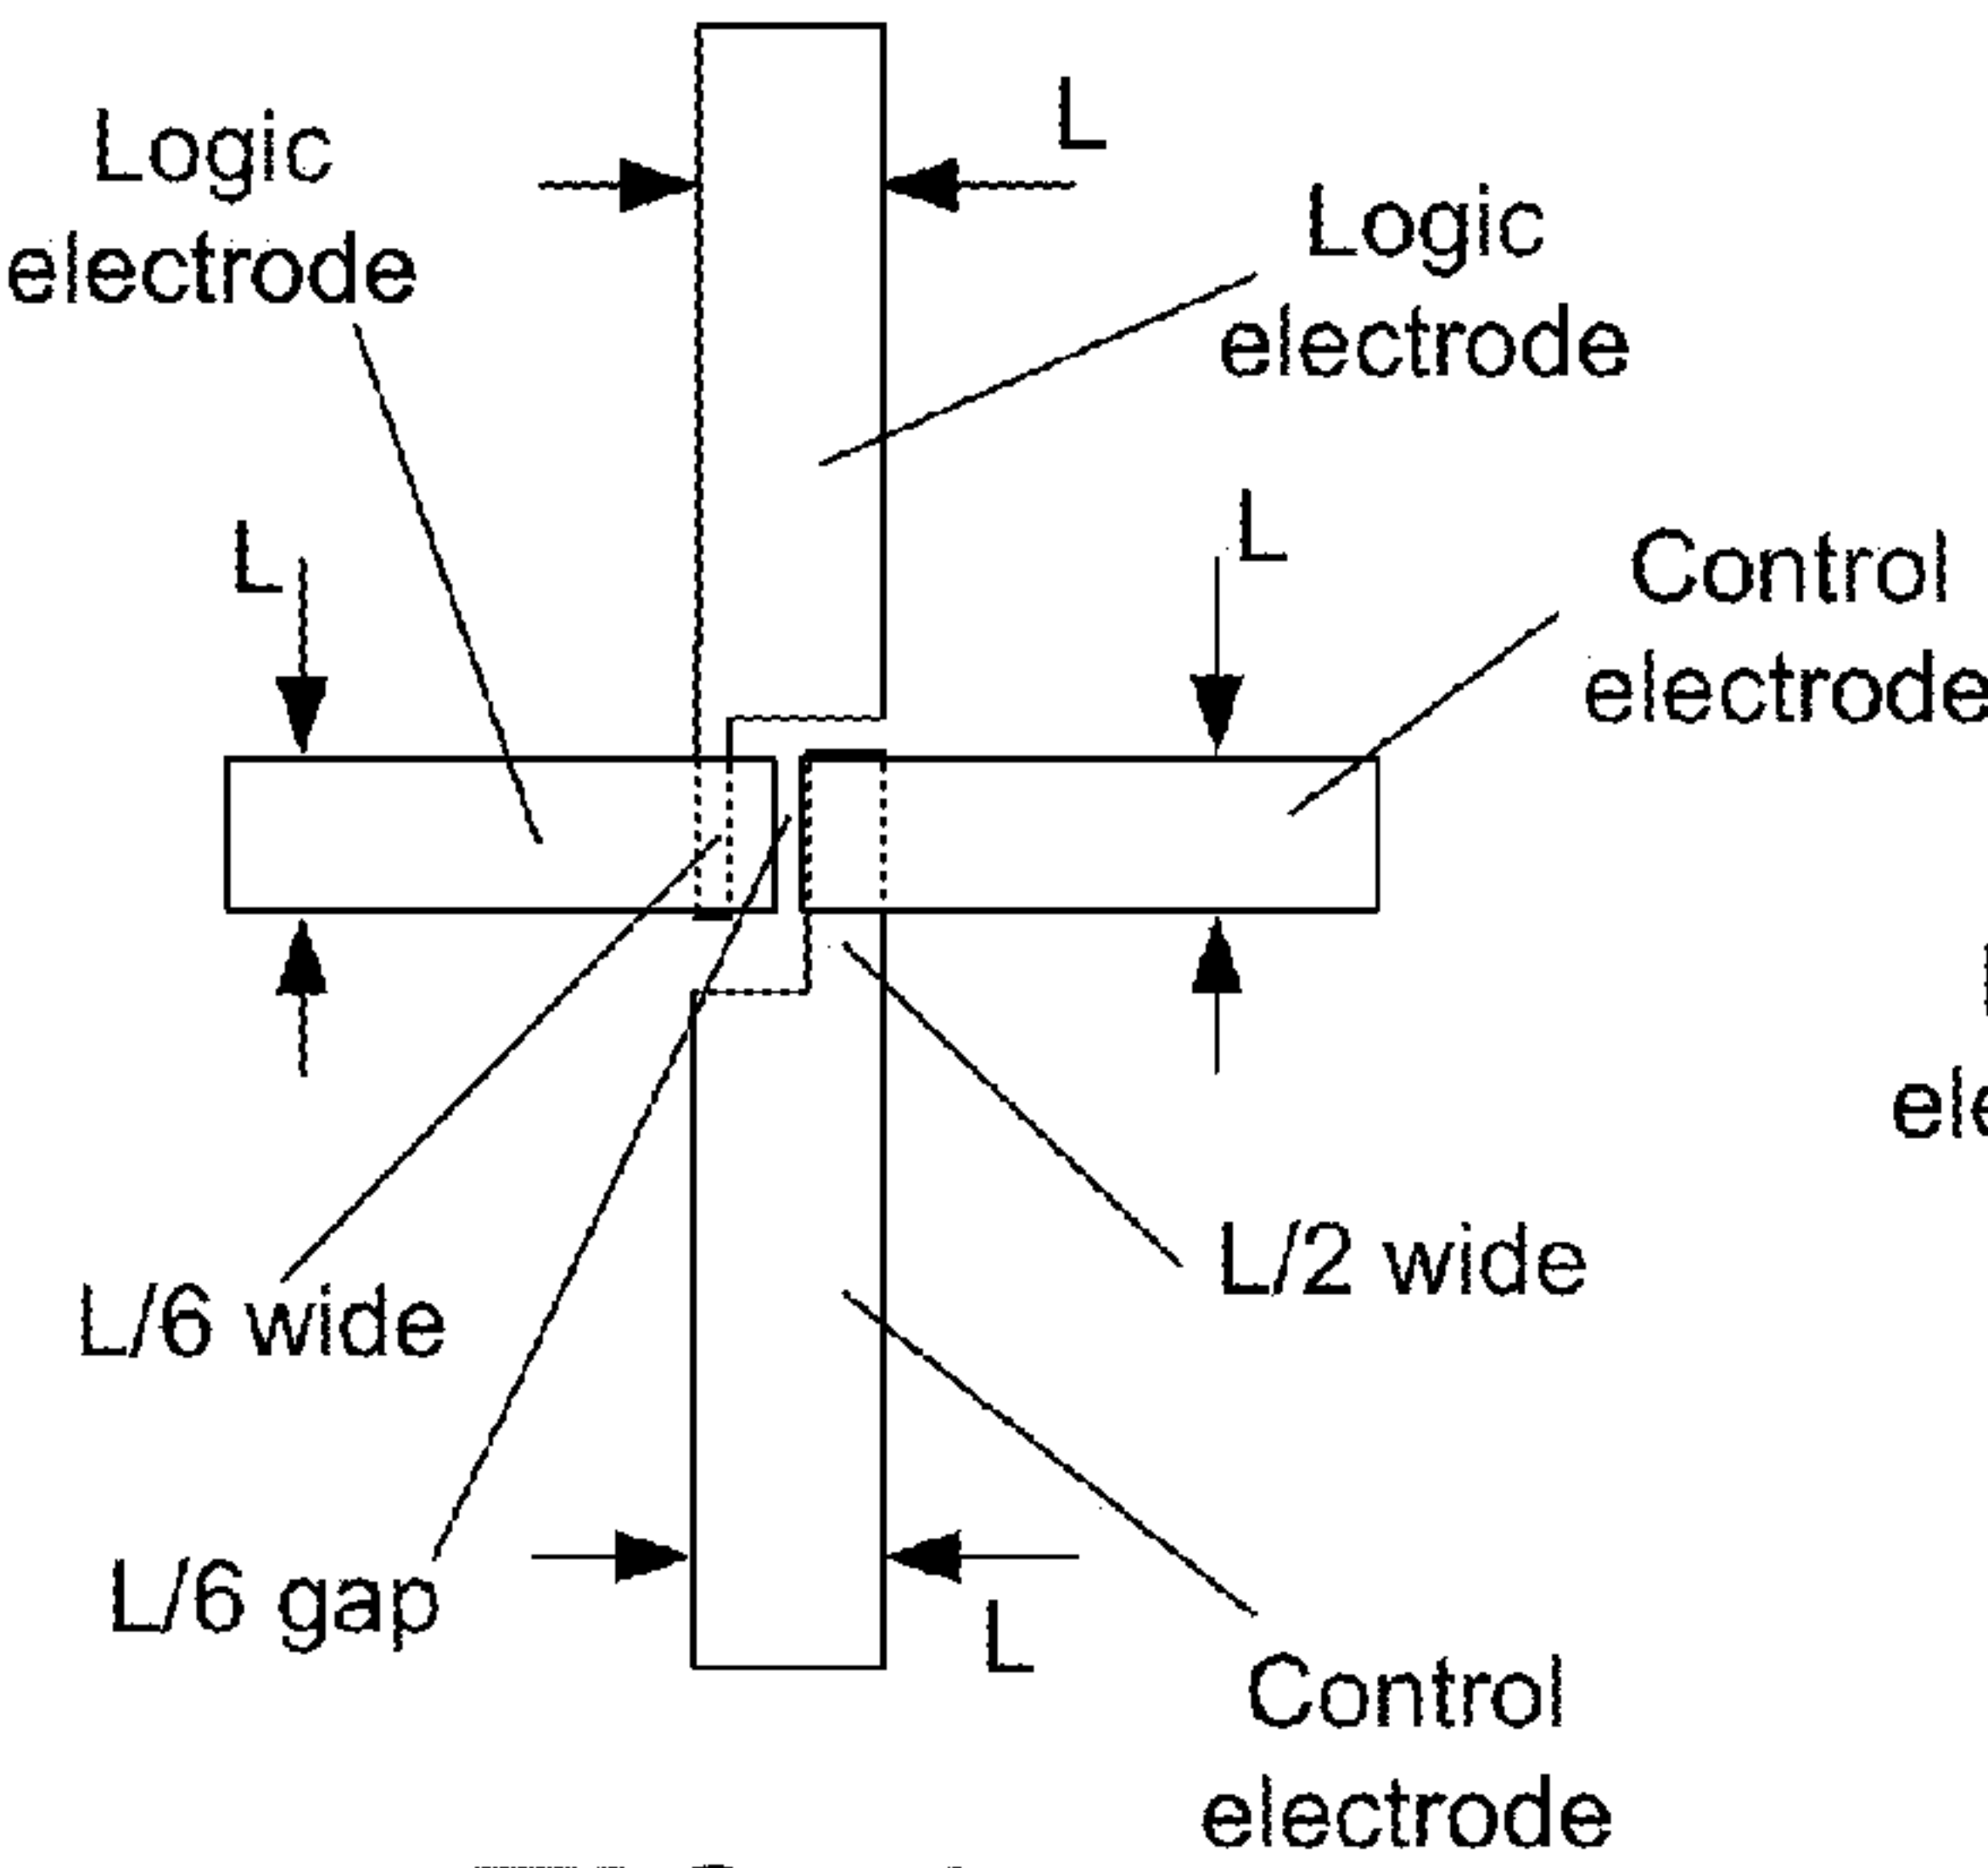 L
Logic
electrode
Logic
electrode
L
L
Control
electrode
L/2 wide
L/6 wide
L/6 gap
L
Control
electrode